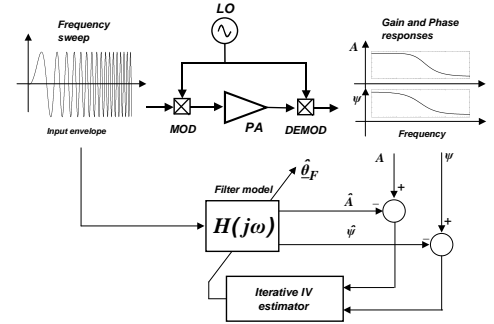 LO
Frequency
sweep
Gain and Phase
responses
A
ψ
Input envelope
MOD
PA
DEMOD
Frequency
A
ψ
θ̂_F
Filter model
H(jω)
Â
ψ̂
+
−
+
−
Iterative IV
estimator